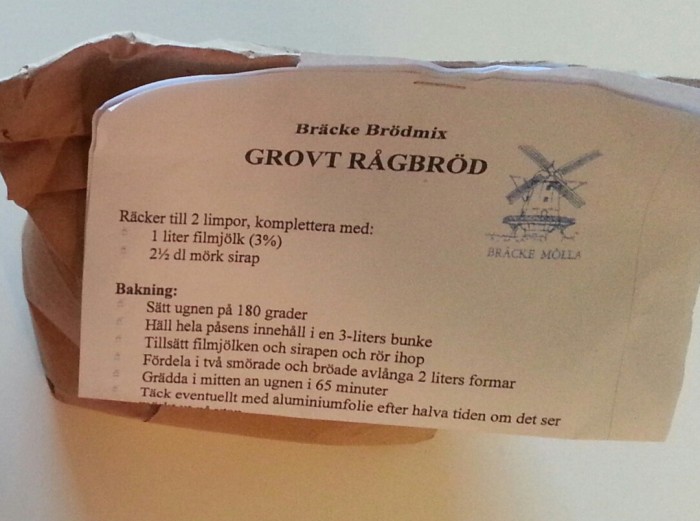 Bräcke Brödmix
GROVT RÅGBRÖD
BRÄCKE MÖLLA
Räcker till 2 limpor, komplettera med:
1 liter filmjölk (3%)
2½ dl mörk sirap
Bakning:
Sätt ugnen på 180 grader
Häll hela påsens innehåll i en 3-liters bunke
Tillsätt filmjölken och sirapen och rör ihop
Fördela i två smörade och bröade avlånga 2 liters formar
Grädda i mitten an ugnen i 65 minuter
Täck eventuellt med aluminiumfolie efter halva tiden om det ser